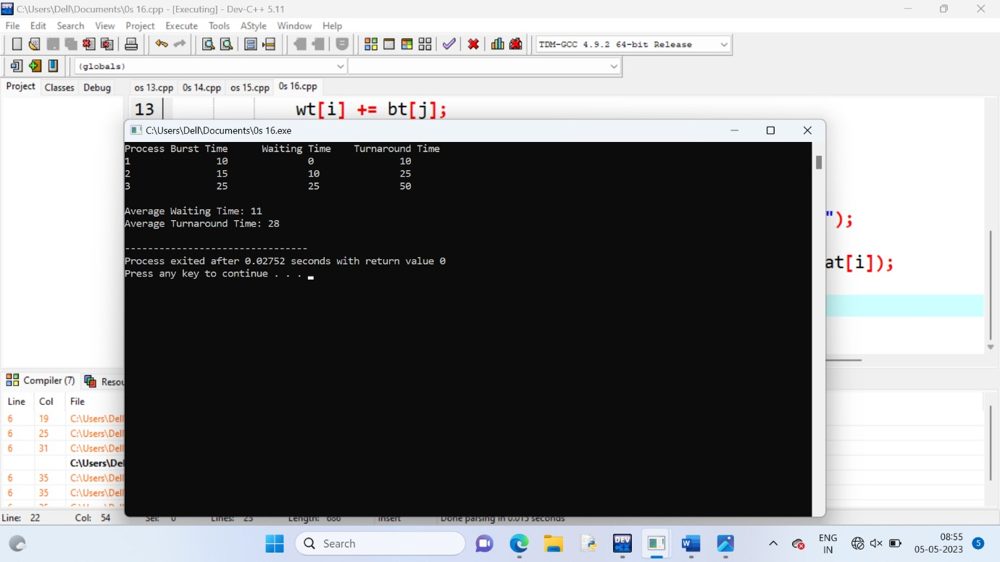 C:\Users\Dell\Documents\0s 16.cpp - [Executing] - Dev-C++ 5.11
File Edit Search View Project Execute Tools AStyle Window Help
TDM-GCC 4.9.2 64-bit Release
(globals)
Project Classes Debug os 13.cpp 0s 14.cpp os 15.cpp 0s 16.cpp
13 wt[i] += bt[j];
C:\Users\Dell\Documents\0s 16.exe
Process Burst Time Waiting Time Turnaround Time
1 10 0 10
2 15 10 25
3 25 25 50
");
Average Waiting Time: 11
Average Turnaround Time: 28
--------------------------------
Process exited after 0.02752 seconds with return value 0
at[i]);
Press any key to continue . . .
Compiler (7) Resou
Line Col File
6 19 C:\Users\Dell
6 25 C:\Users\Dell
6 31 C:\Users\Dell
C:\Users\De
6 35 C:\Users\Dell
6 35 C:\Users\Dell
Line: 22 Col: 54 Sel: 0 Lines: 23 Length: 686 Insert Done parsing in 0.015 seconds
Search
ENG
IN
08:55
05-05-2023
5